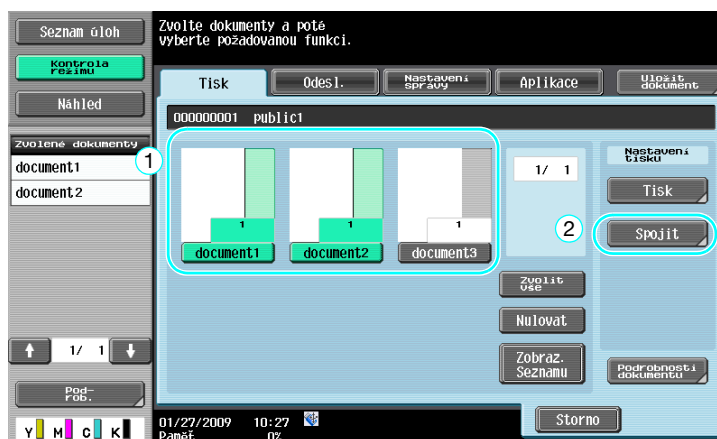 Seznam úloh
Kontrola
režimu
Náhled
Zvolené dokumenty
document1
document2
1/ 1
Pod-
rob.
Y M C K
Zvolte dokumenty a poté
vyberte požadovanou funkci.
Tisk
Odesl.
Nastavení
správy
Aplikace
Uložit
dokument
000000001 public1
1
1
document1
1
document2
1
document3
1/ 1
Nastavení
tisku
Tisk
2
Spojit
Zvolit
vše
Nulovat
Zobraz.
Seznamu
Podrobnosti
dokumentu
01/27/2009 10:27
Paměť 0%
Storno